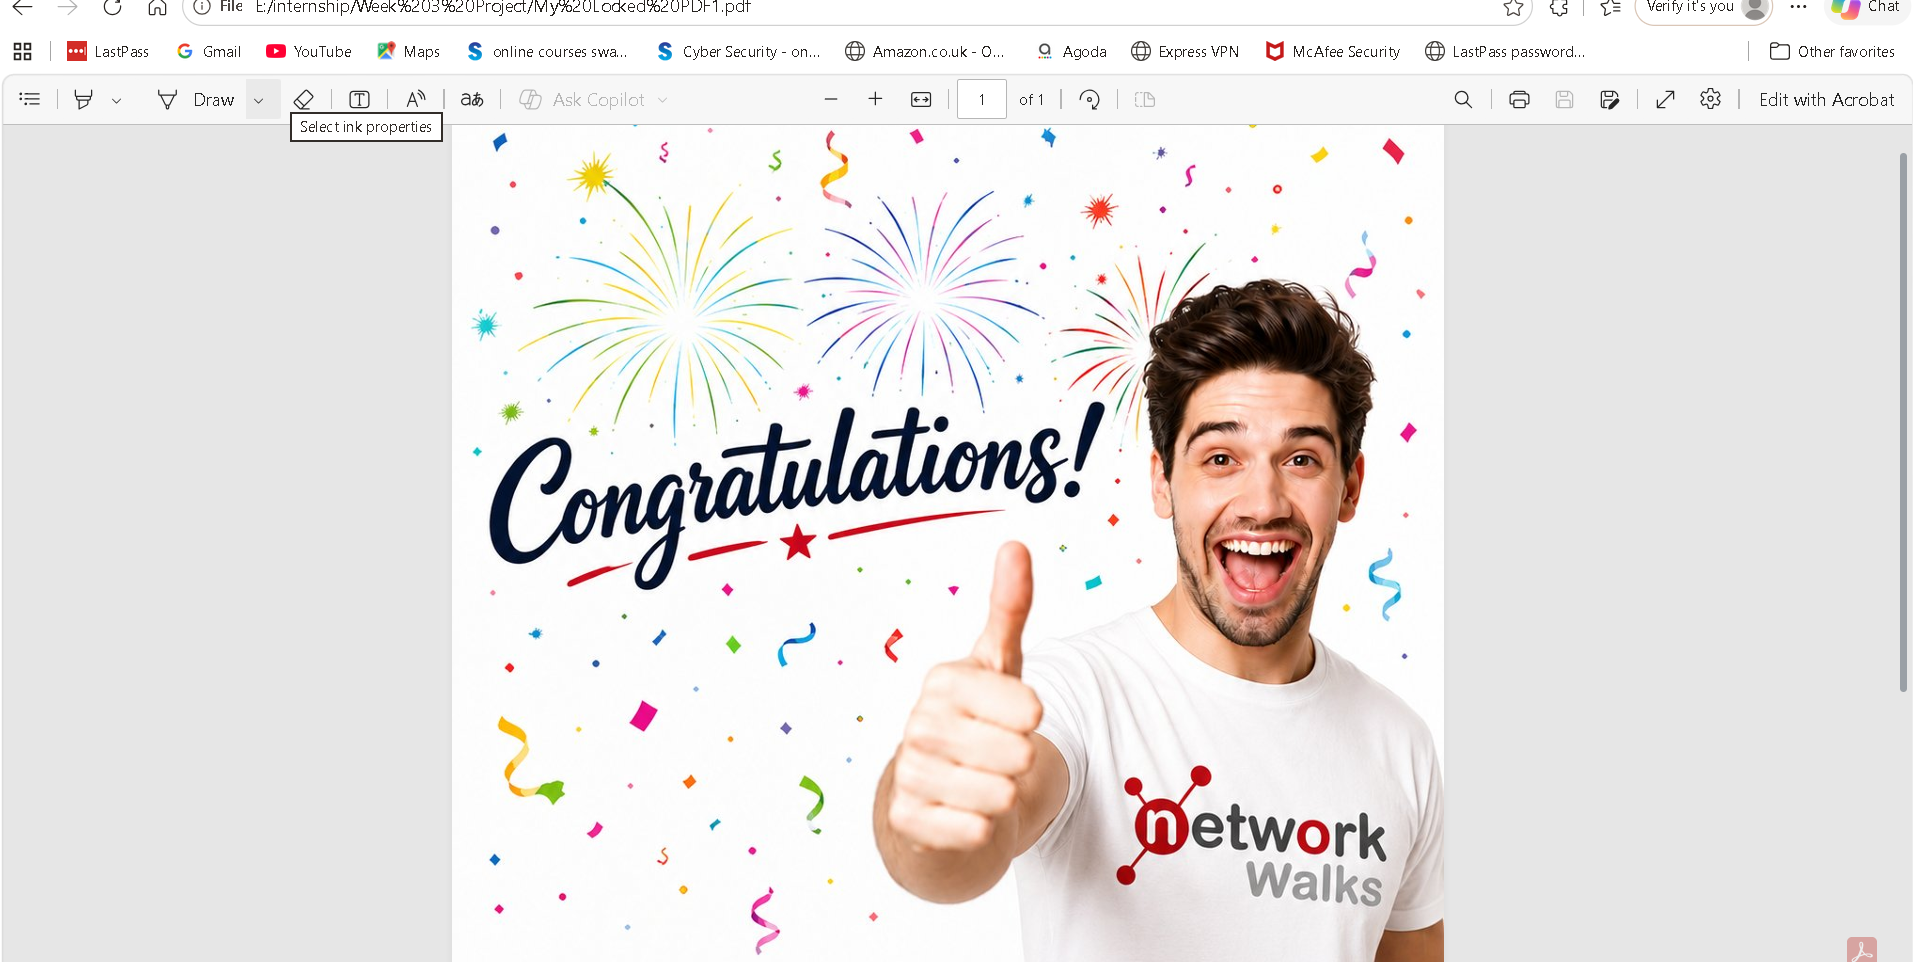 File E:/internship/Week%203%20Project/My%20Locked%20PDF1.pdf
Verify it's you
Chat
LastPass
Gmail
YouTube
Maps
online courses swa...
Cyber Security - on...
Amazon.co.uk - O...
Agoda
Express VPN
McAfee Security
LastPass password...
Other favorites
Draw
Ask Copilot
1 of 1
Edit with Acrobat
Select ink properties
Congratulations!
network
Walks